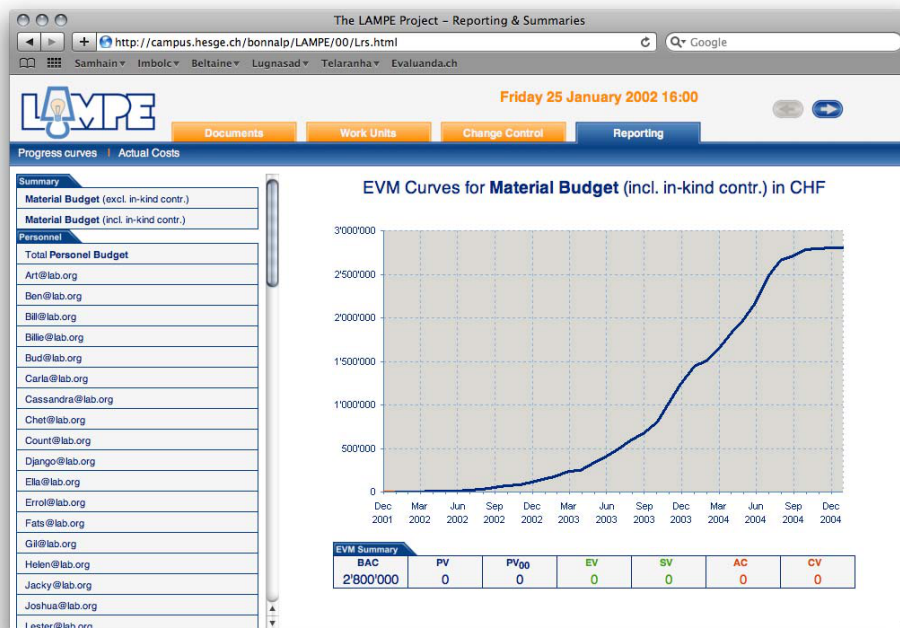 The LAMPE Project – Reporting & Summaries
http://campus.hesge.ch/bonnalp/LAMPE/00/Lrs.html
Google
Samhain Imbolc Beltaine Lugnasad Telaranha Evaluanda.ch
LAMPE
Friday 25 January 2002 16:00
Documents Work Units Change Control Reporting
Progress curves | Actual Costs
Summary
Material Budget (excl. in-kind contr.)
Material Budget (incl. in-kind contr.)
Personnel
Total Personel Budget
Art@lab.org
Ben@lab.org
Bill@lab.org
Billie@lab.org
Bud@lab.org
Carla@lab.org
Cassandra@lab.org
Chet@lab.org
Count@lab.org
Django@lab.org
Ella@lab.org
Errol@lab.org
Fats@lab.org
Gil@lab.org
Helen@lab.org
Jacky@lab.org
Joshua@lab.org
Lester@lab.org
EVM Curves for Material Budget (incl. in-kind contr.) in CHF
3'000'000
2'500'000
2'000'000
1'500'000
1'000'000
500'000
0
Dec Mar Jun Sep Dec Mar Jun Sep Dec Mar Jun Sep Dec
2001 2002 2002 2002 2002 2003 2003 2003 2003 2004 2004 2004 2004
EVM Summary
BAC PV PV00 EV SV AC CV
2'800'000 0 0 0 0 0 0